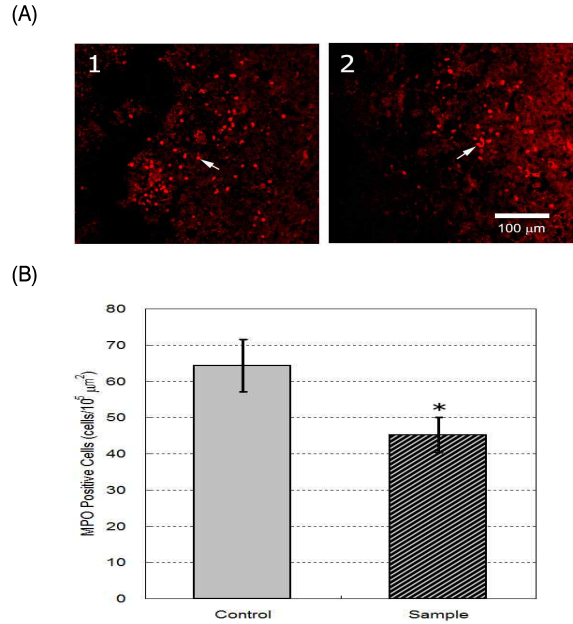 (A)
1
2
100 μm
(B)
80
70
60
50
40
30
20
10
0
MPO Positive Cells (cells/10⁵ μm²)
*
Control
Sample